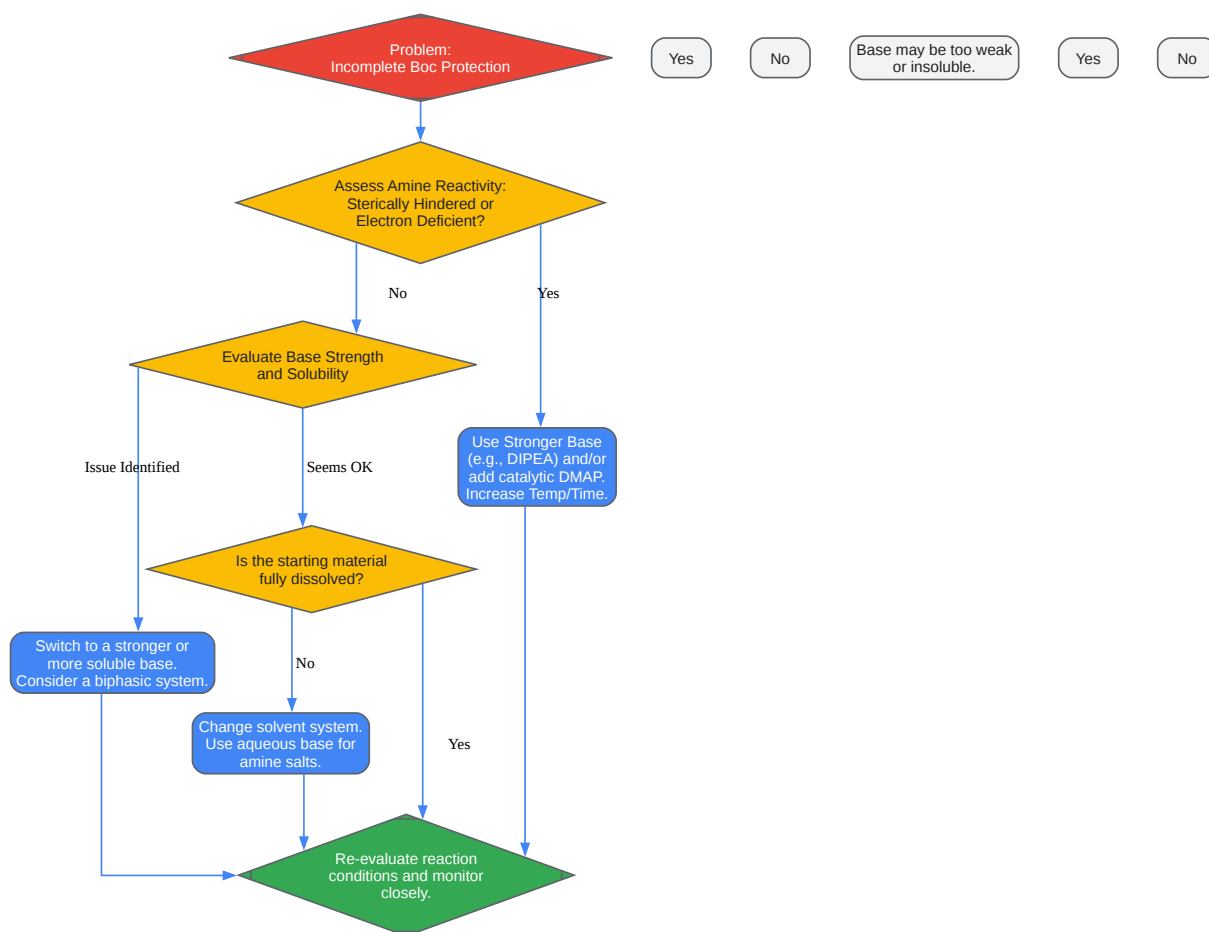 Problem:
Incomplete Boc Protection
Yes
No
Base may be too weak
or insoluble.
Yes
No
Assess Amine Reactivity:
Sterically Hindered or
Electron Deficient?
No
Yes
Evaluate Base Strength
and Solubility
Use Stronger Base
(e.g., DIPEA) and/or
add catalytic DMAP.
Increase Temp/Time.
Issue Identified
Seems OK
Is the starting material
fully dissolved?
Switch to a stronger or
more soluble base.
Consider a biphasic system.
No
Change solvent system.
Use aqueous base for
amine salts.
Yes
Re-evaluate reaction
conditions and monitor
closely.